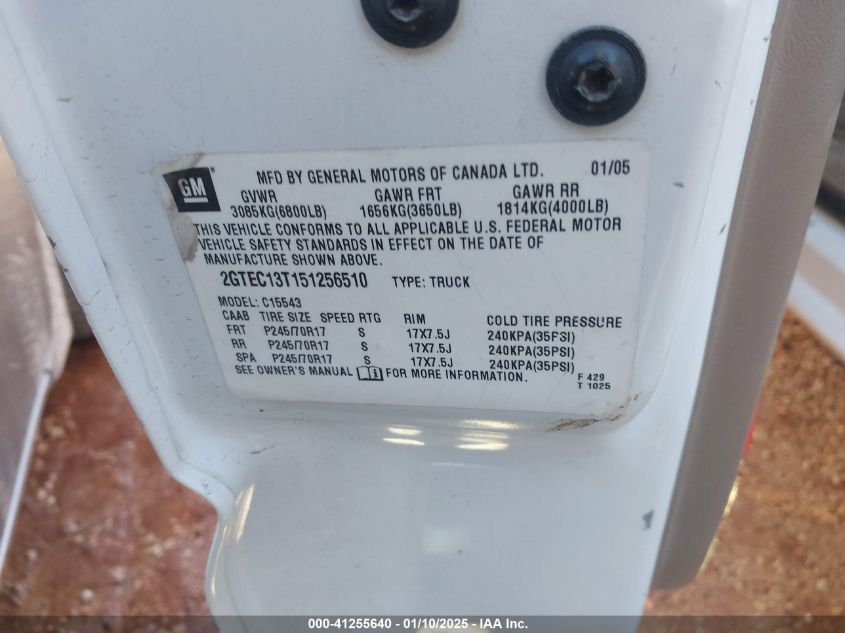 GM
MFD BY GENERAL MOTORS OF CANADA LTD. 01/05
GVWR GAWR FRT GAWR RR
3085KG(6800LB) 1656KG(3650LB) 1814KG(4000LB)
THIS VEHICLE CONFORMS TO ALL APPLICABLE U.S. FEDERAL MOTOR
VEHICLE SAFETY STANDARDS IN EFFECT ON THE DATE OF
MANUFACTURE SHOWN ABOVE.
2GTEC13T151256510 TYPE: TRUCK
MODEL: C15543
CAAB TIRE SIZE SPEED RTG RIM COLD TIRE PRESSURE
FRT P245/70R17 S 17X7.5J 240KPA(35PSI)
RR P245/70R17 S 17X7.5J 240KPA(35PSI)
SPA P245/70R17 S 17X7.5J 240KPA(35PSI)
SEE OWNER'S MANUAL FOR MORE INFORMATION.
F 429
T 1025
000-41255640 - 01/10/2025 - IAA Inc.